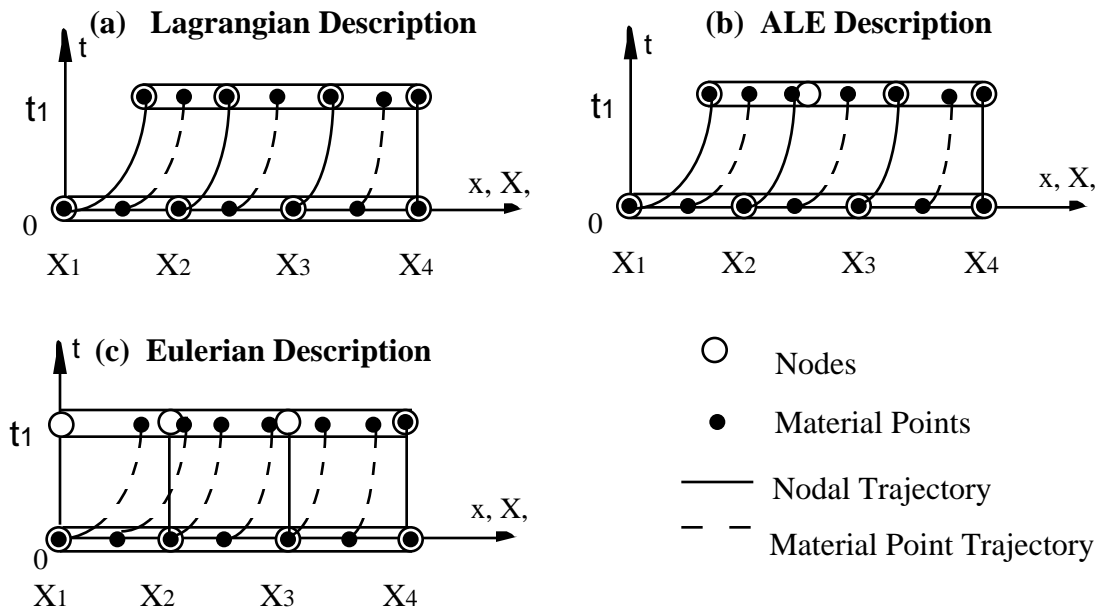 (a) Lagrangian Description
t
t1
x, X,
0
X1 X2 X3 X4
(b) ALE Description
t
t1
x, X,
0
X1 X2 X3 X4
(c) Eulerian Description
t
t1
x, X,
0
X1 X2 X3 X4
Nodes
Material Points
Nodal Trajectory
Material Point Trajectory